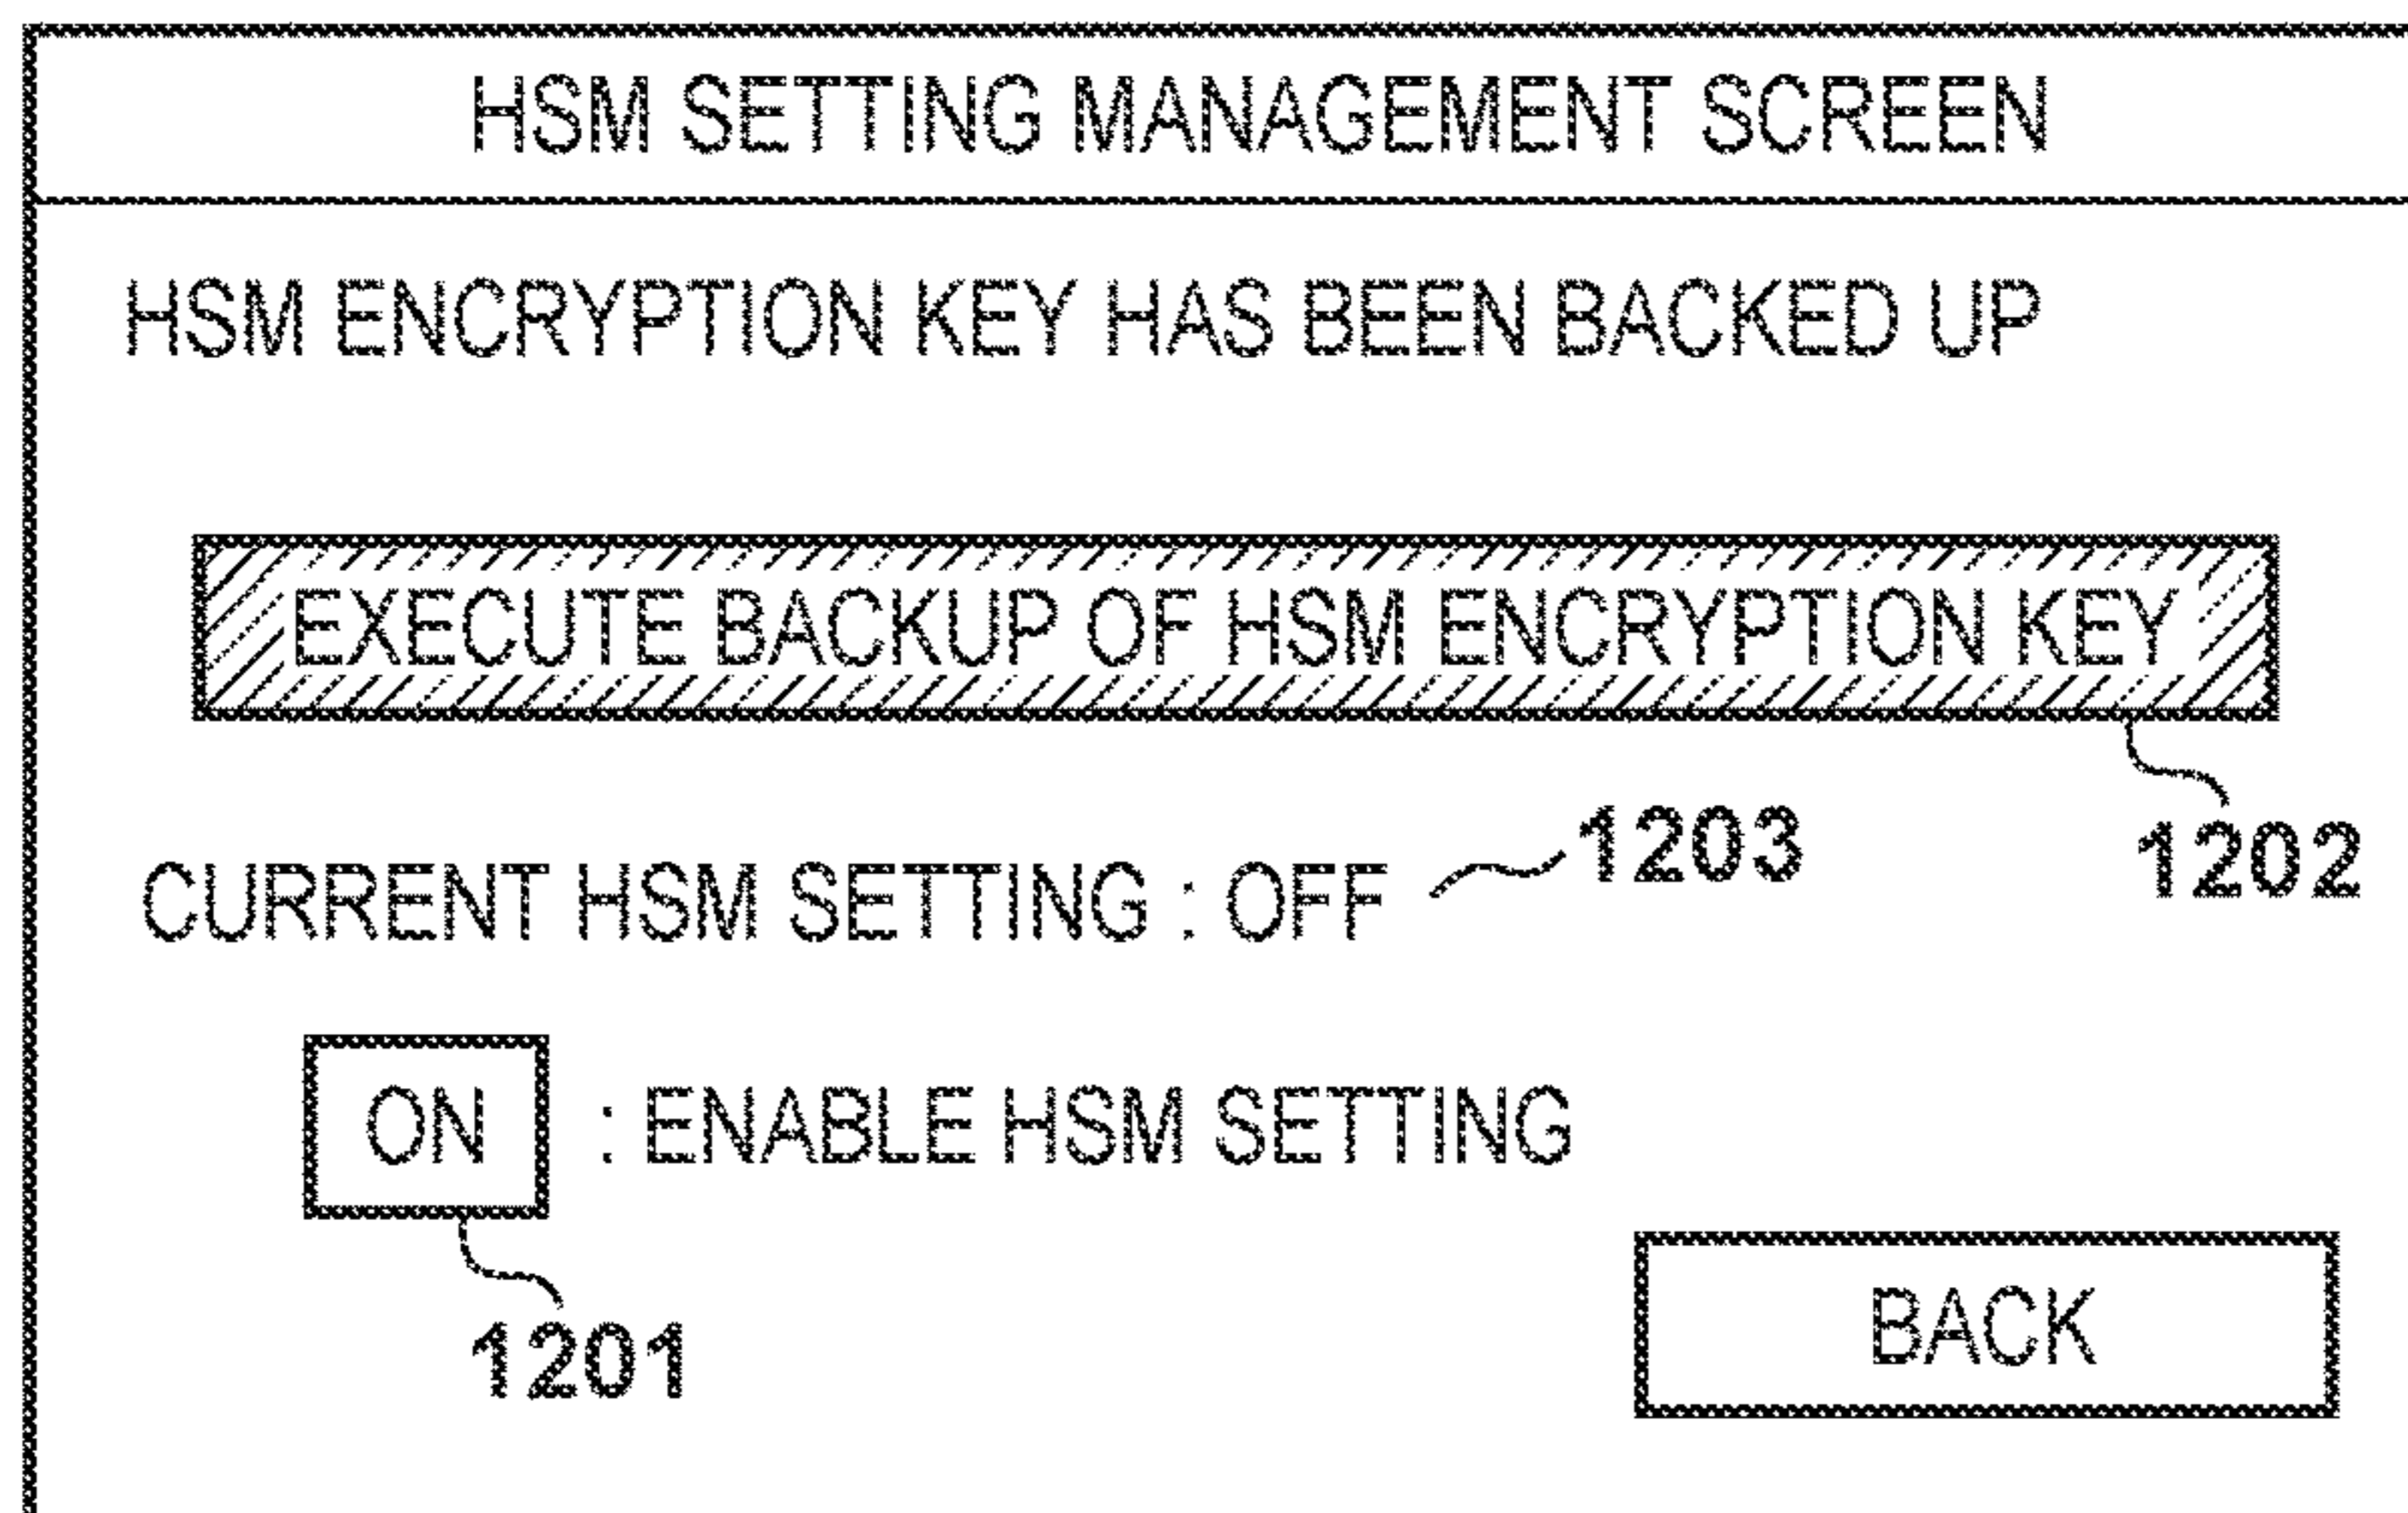 HSM SETTING MANAGEMENT SCREEN
HSM ENCRYPTION KEY HAS BEEN BACKED UP
EXECUTE BACKUP OF HSM ENCRYPTION KEY
1202
CURRENT HSM SETTING : OFF 1203
ON : ENABLE HSM SETTING
1201
BACK